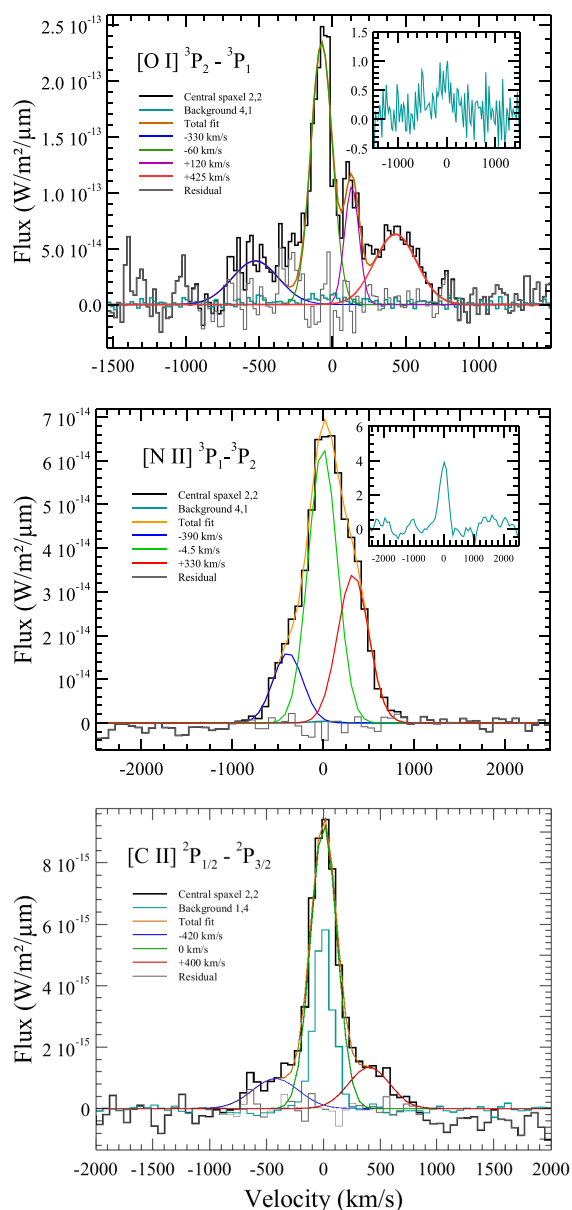 [O I] ³P₂ - ³P₁
2.5 10⁻¹³
2.0 10⁻¹³
1.5 10⁻¹³
1.0 10⁻¹³
5.0 10⁻¹⁴
0.0
Flux (W/m²/µm)
Central spaxel 2,2
Background 4,1
Total fit
-330 km/s
-60 km/s
+120 km/s
+425 km/s
Residual
1.5
1.0
0.5
0.0
-0.5
-1000 0 1000
-1500 -1000 -500 0 500 1000
[N II] ³P₁-³P₂
7 10⁻¹⁴
6 10⁻¹⁴
5 10⁻¹⁴
4 10⁻¹⁴
3 10⁻¹⁴
2 10⁻¹⁴
10⁻¹⁴
0
Flux (W/m²/µm)
Central spaxel 2,2
Background 4,1
Total fit
-390 km/s
-4.5 km/s
+330 km/s
Residual
6
4
2
0
-2000 -1000 0 1000 2000
-2000 -1000 0 1000 2000
[C II] ²P₁/₂ - ²P₃/₂
8 10⁻¹⁵
6 10⁻¹⁵
4 10⁻¹⁵
2 10⁻¹⁵
0
Flux (W/m²/µm)
Central spaxel 2,2
Background 1,4
Total fit
-420 km/s
0 km/s
+400 km/s
Residual
-2000 -1500 -1000 -500 0 500 1000 1500 2000
Velocity (km/s)